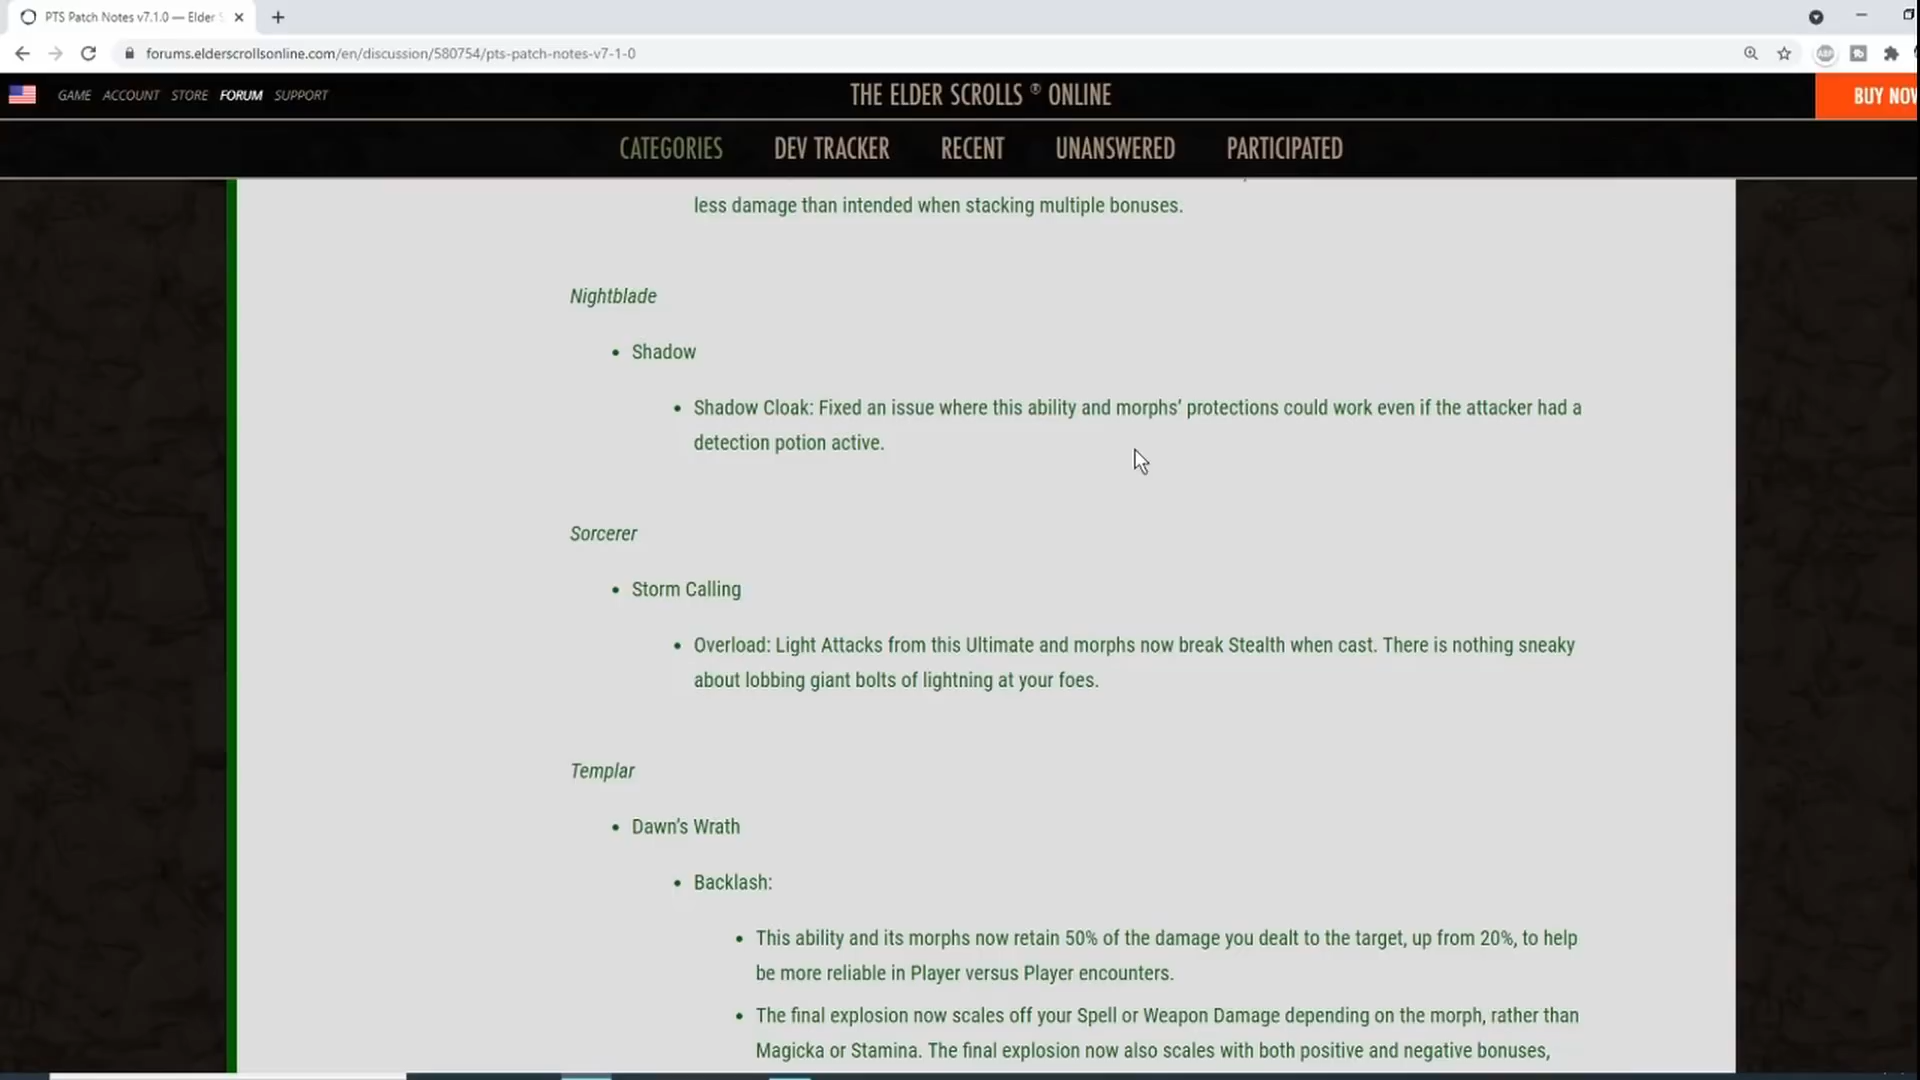 PTS Patch Notes v7.1.0 — Elder
forums.elderscrollsonline.com/en/discussion/580754/pts-patch-notes-v7-1-0
GAME ACCOUNT STORE FORUM SUPPORT
THE ELDER SCROLLS ® ONLINE
BUY NOW
CATEGORIES DEV TRACKER RECENT UNANSWERED PARTICIPATED
less damage than intended when stacking multiple bonuses.
Nightblade
• Shadow
• Shadow Cloak: Fixed an issue where this ability and morphs’ protections could work even if the attacker had a
detection potion active.
Sorcerer
• Storm Calling
• Overload: Light Attacks from this Ultimate and morphs now break Stealth when cast. There is nothing sneaky
about lobbing giant bolts of lightning at your foes.
Templar
• Dawn’s Wrath
• Backlash:
• This ability and its morphs now retain 50% of the damage you dealt to the target, up from 20%, to help
be more reliable in Player versus Player encounters.
• The final explosion now scales off your Spell or Weapon Damage depending on the morph, rather than
Magicka or Stamina. The final explosion now also scales with both positive and negative bonuses,